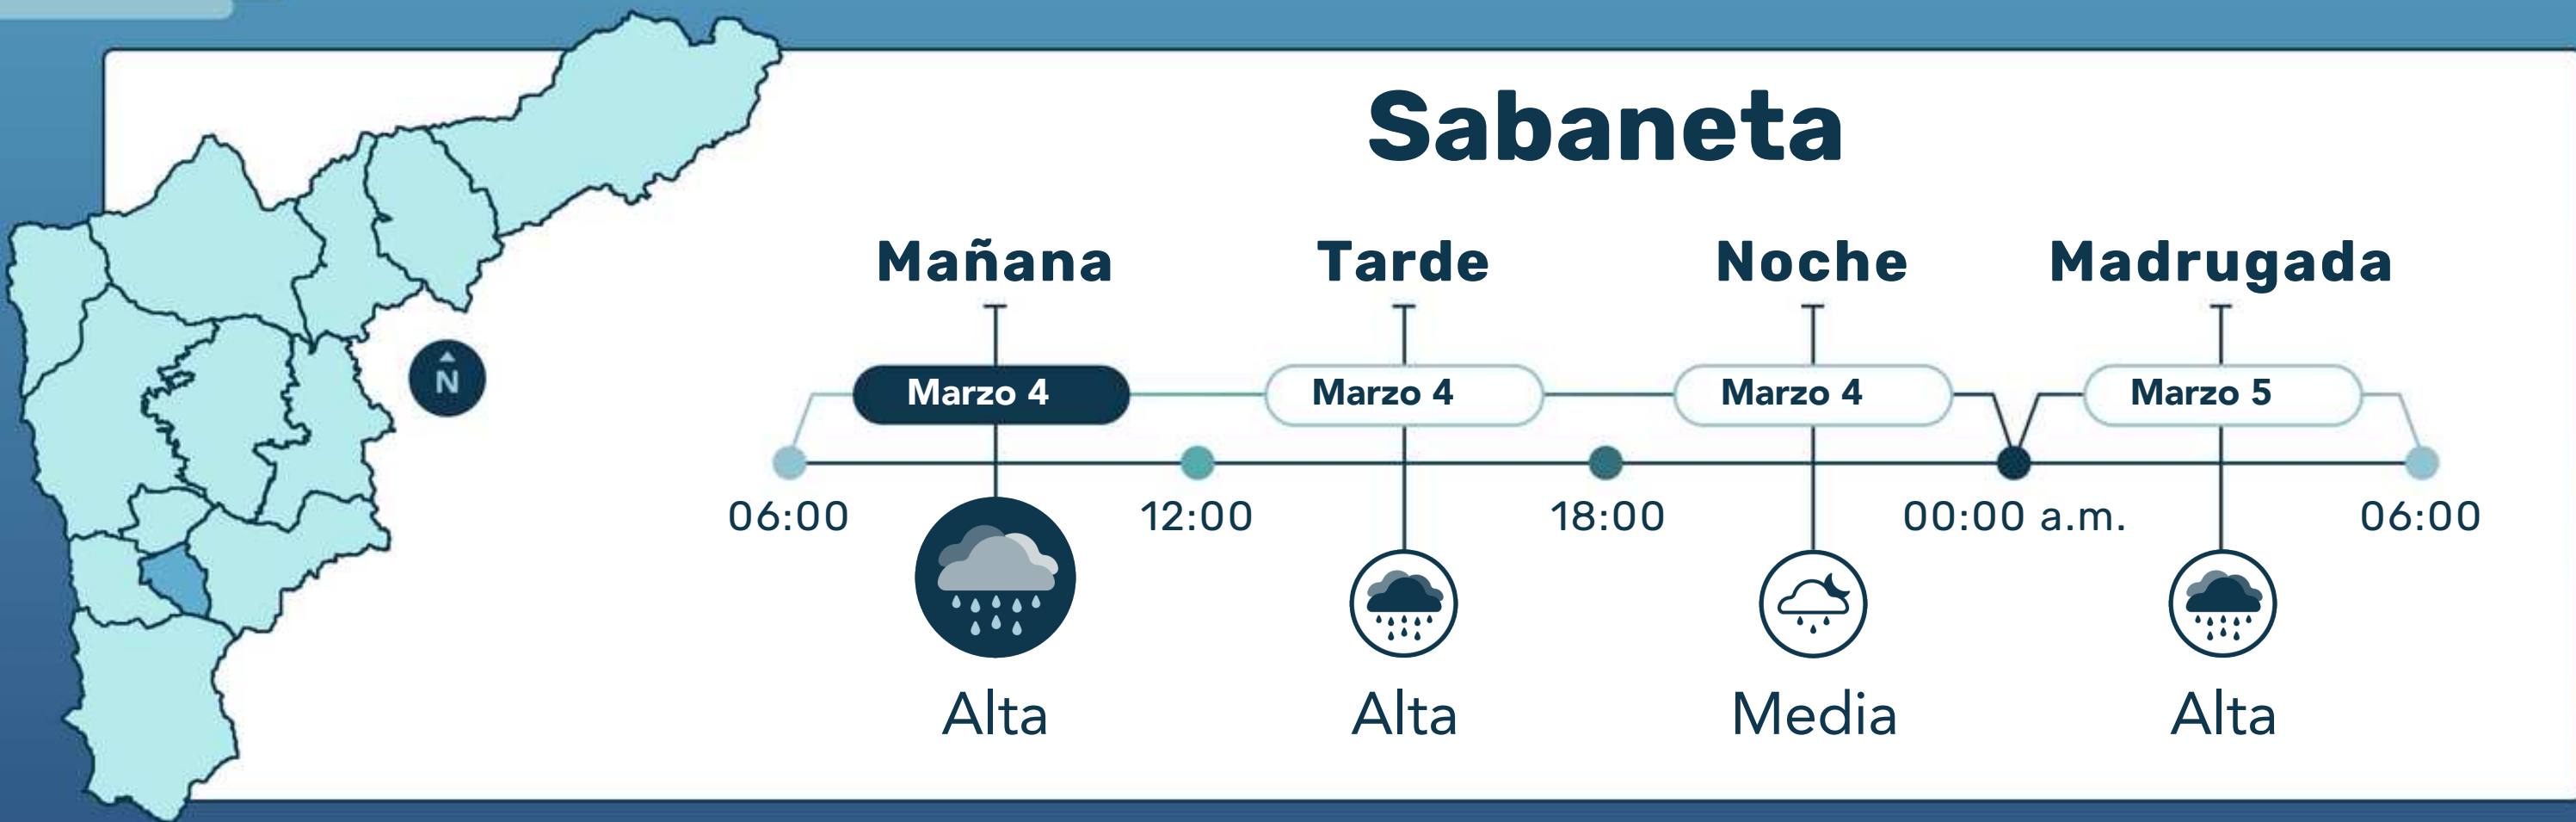 Sabaneta
Mañana Tarde Noche Madrugada
Marzo 4 Marzo 4 Marzo 4 Marzo 5
N
06:00 12:00 18:00 00:00 a.m. 06:00
Alta Alta Media Alta